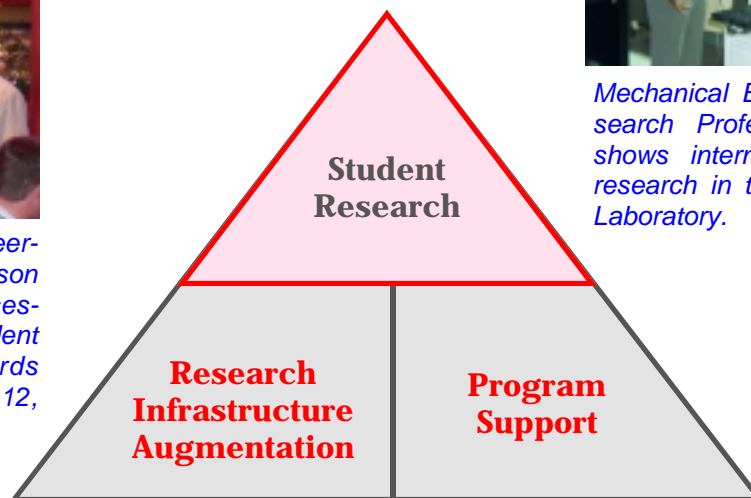 Mechanical E
search Profe
shows intern
research in t
Laboratory.
Student
Research
eer-
son
es-
dent
rds
12,
Research
Infrastructure
Augmentation
Program
Support